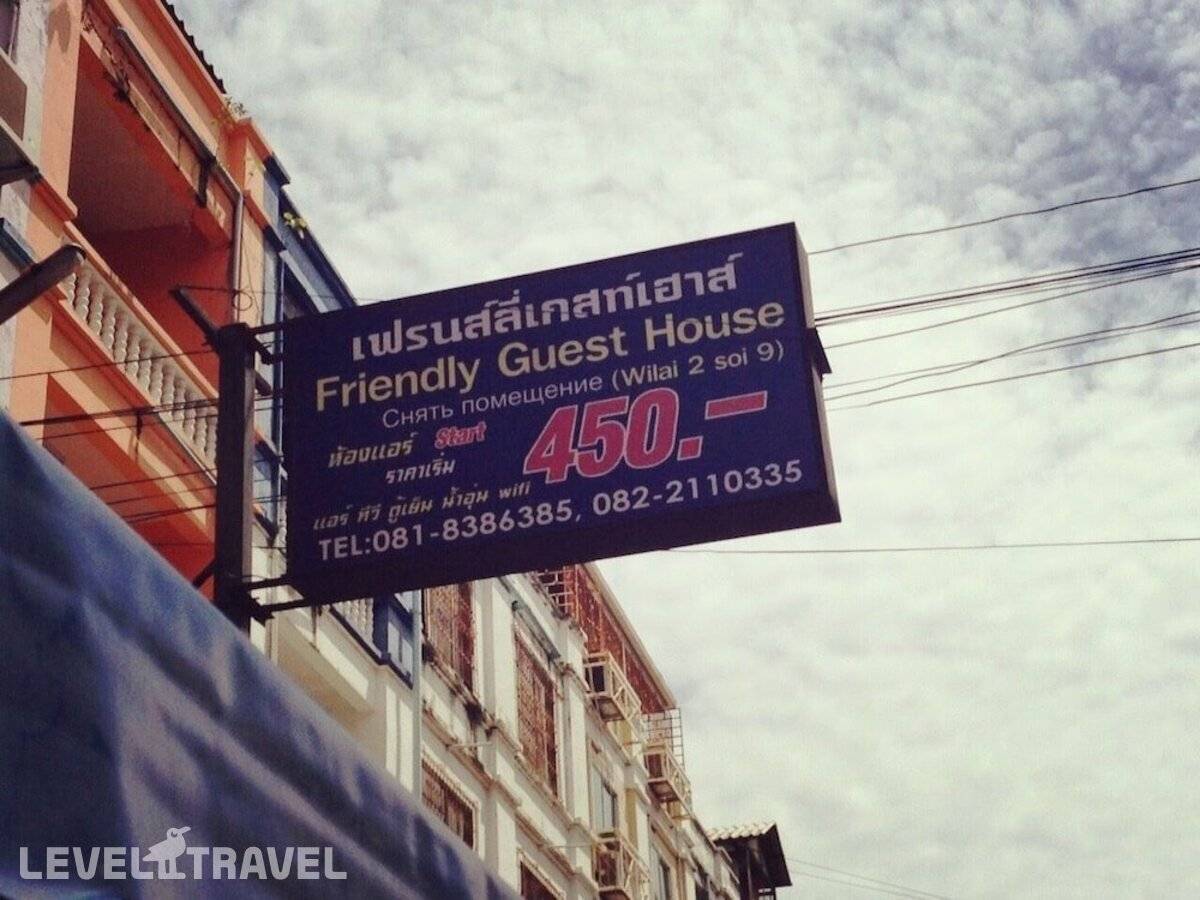 เฟรนส์ลี่เกสท์เฮาส์
Friendly Guest House
Снять помещение (Wilai 2 soi 9)
ห้องแอร์ Start 450.-
ราคาเริ่ม
แอร์ ทีวี ตู้เย็น น้ำอุ่น wifi
TEL:081-8386385, 082-2110335
LEVEL TRAVEL